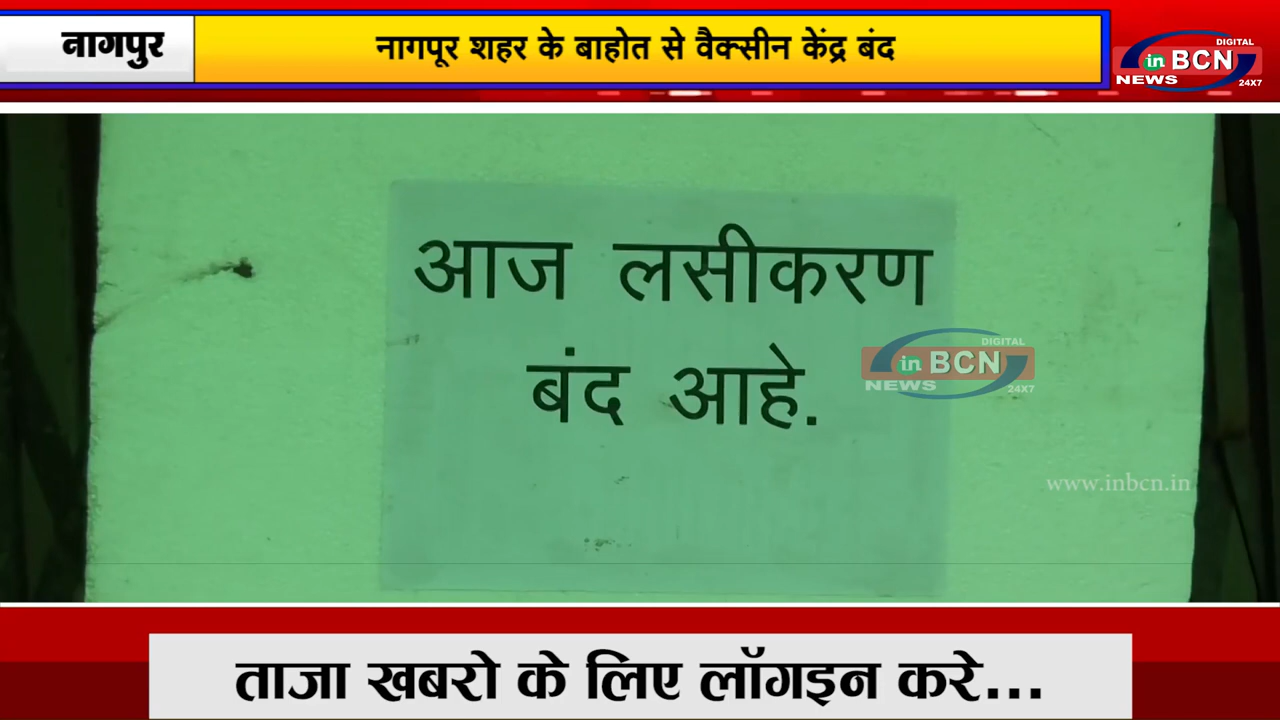 नागपुर
नागपूर शहर के बाहोत से वैक्सीन केंद्र बंद
DIGITAL
in BCN
NEWS 24X7
आज लसीकरण
बंद आहे.
DIGITAL
in BCN
NEWS 24X7
www.inbcn.in
ताजा खबरो के लिए लॉगइन करे...